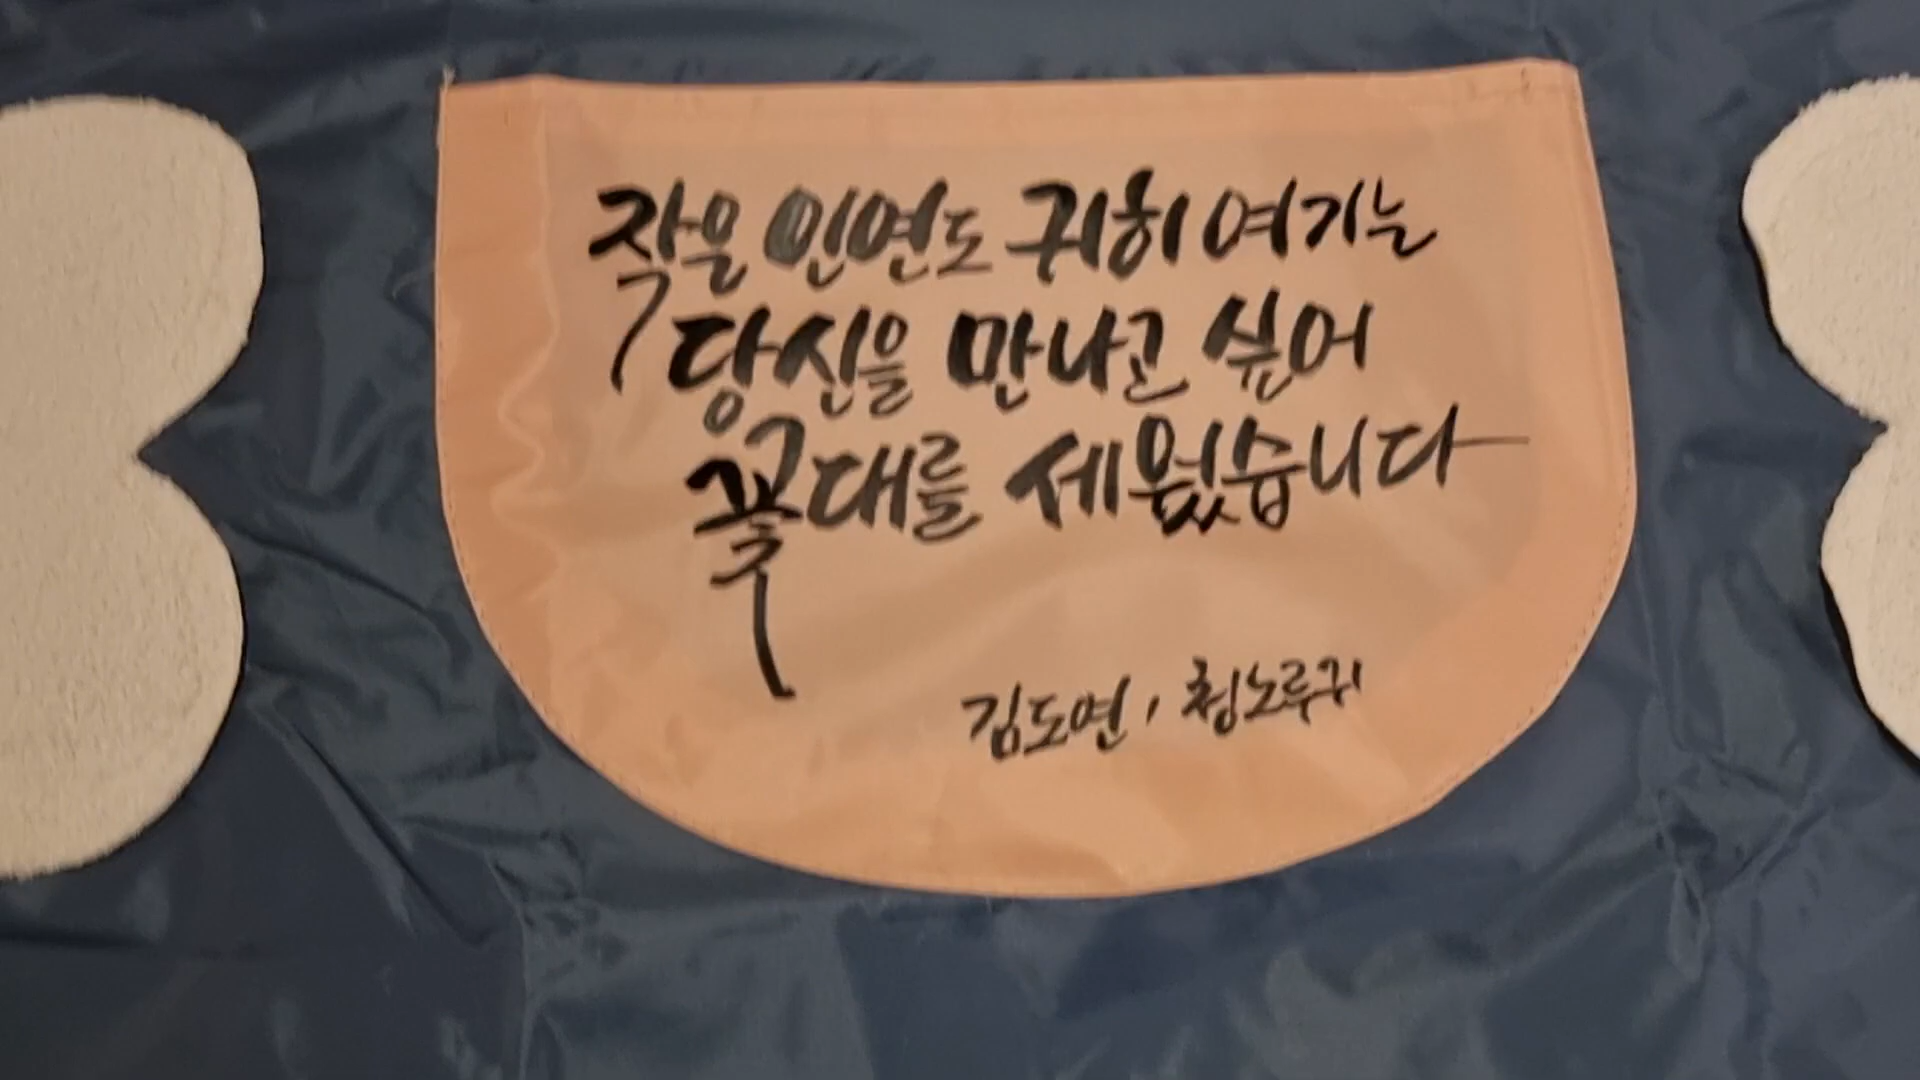 작은 인연도 귀히 여기는
당신을 만나고 싶어
꽃대를 세웠습니다
김도연, 청노루귀